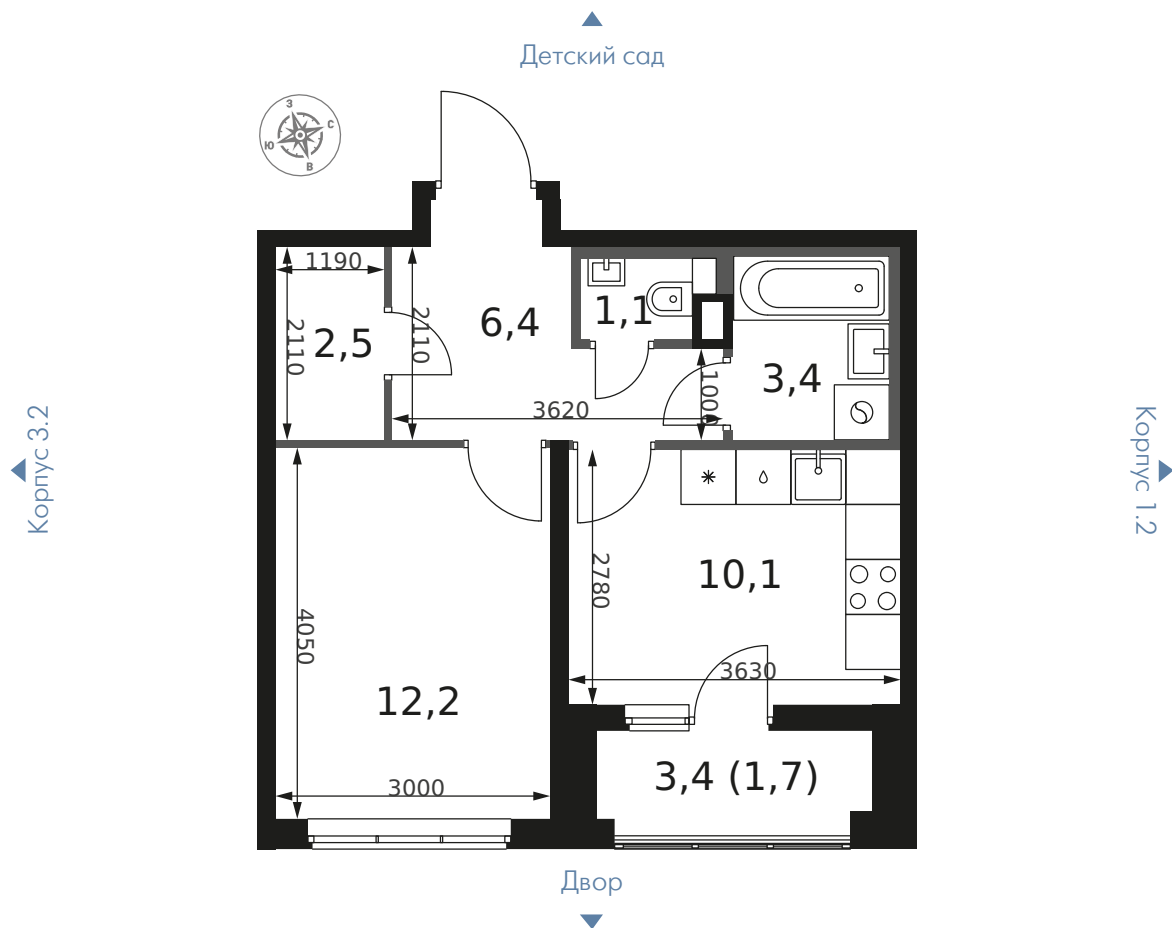 Детский сад
З
С
Ю
В
1190
2110
2,5
2110
6,4
1,1
3620
1000
3,4
Корпус 3.2
Корпус 1.2
4050
12,2
3000
2780
10,1
3630
3,4 (1,7)
Двор